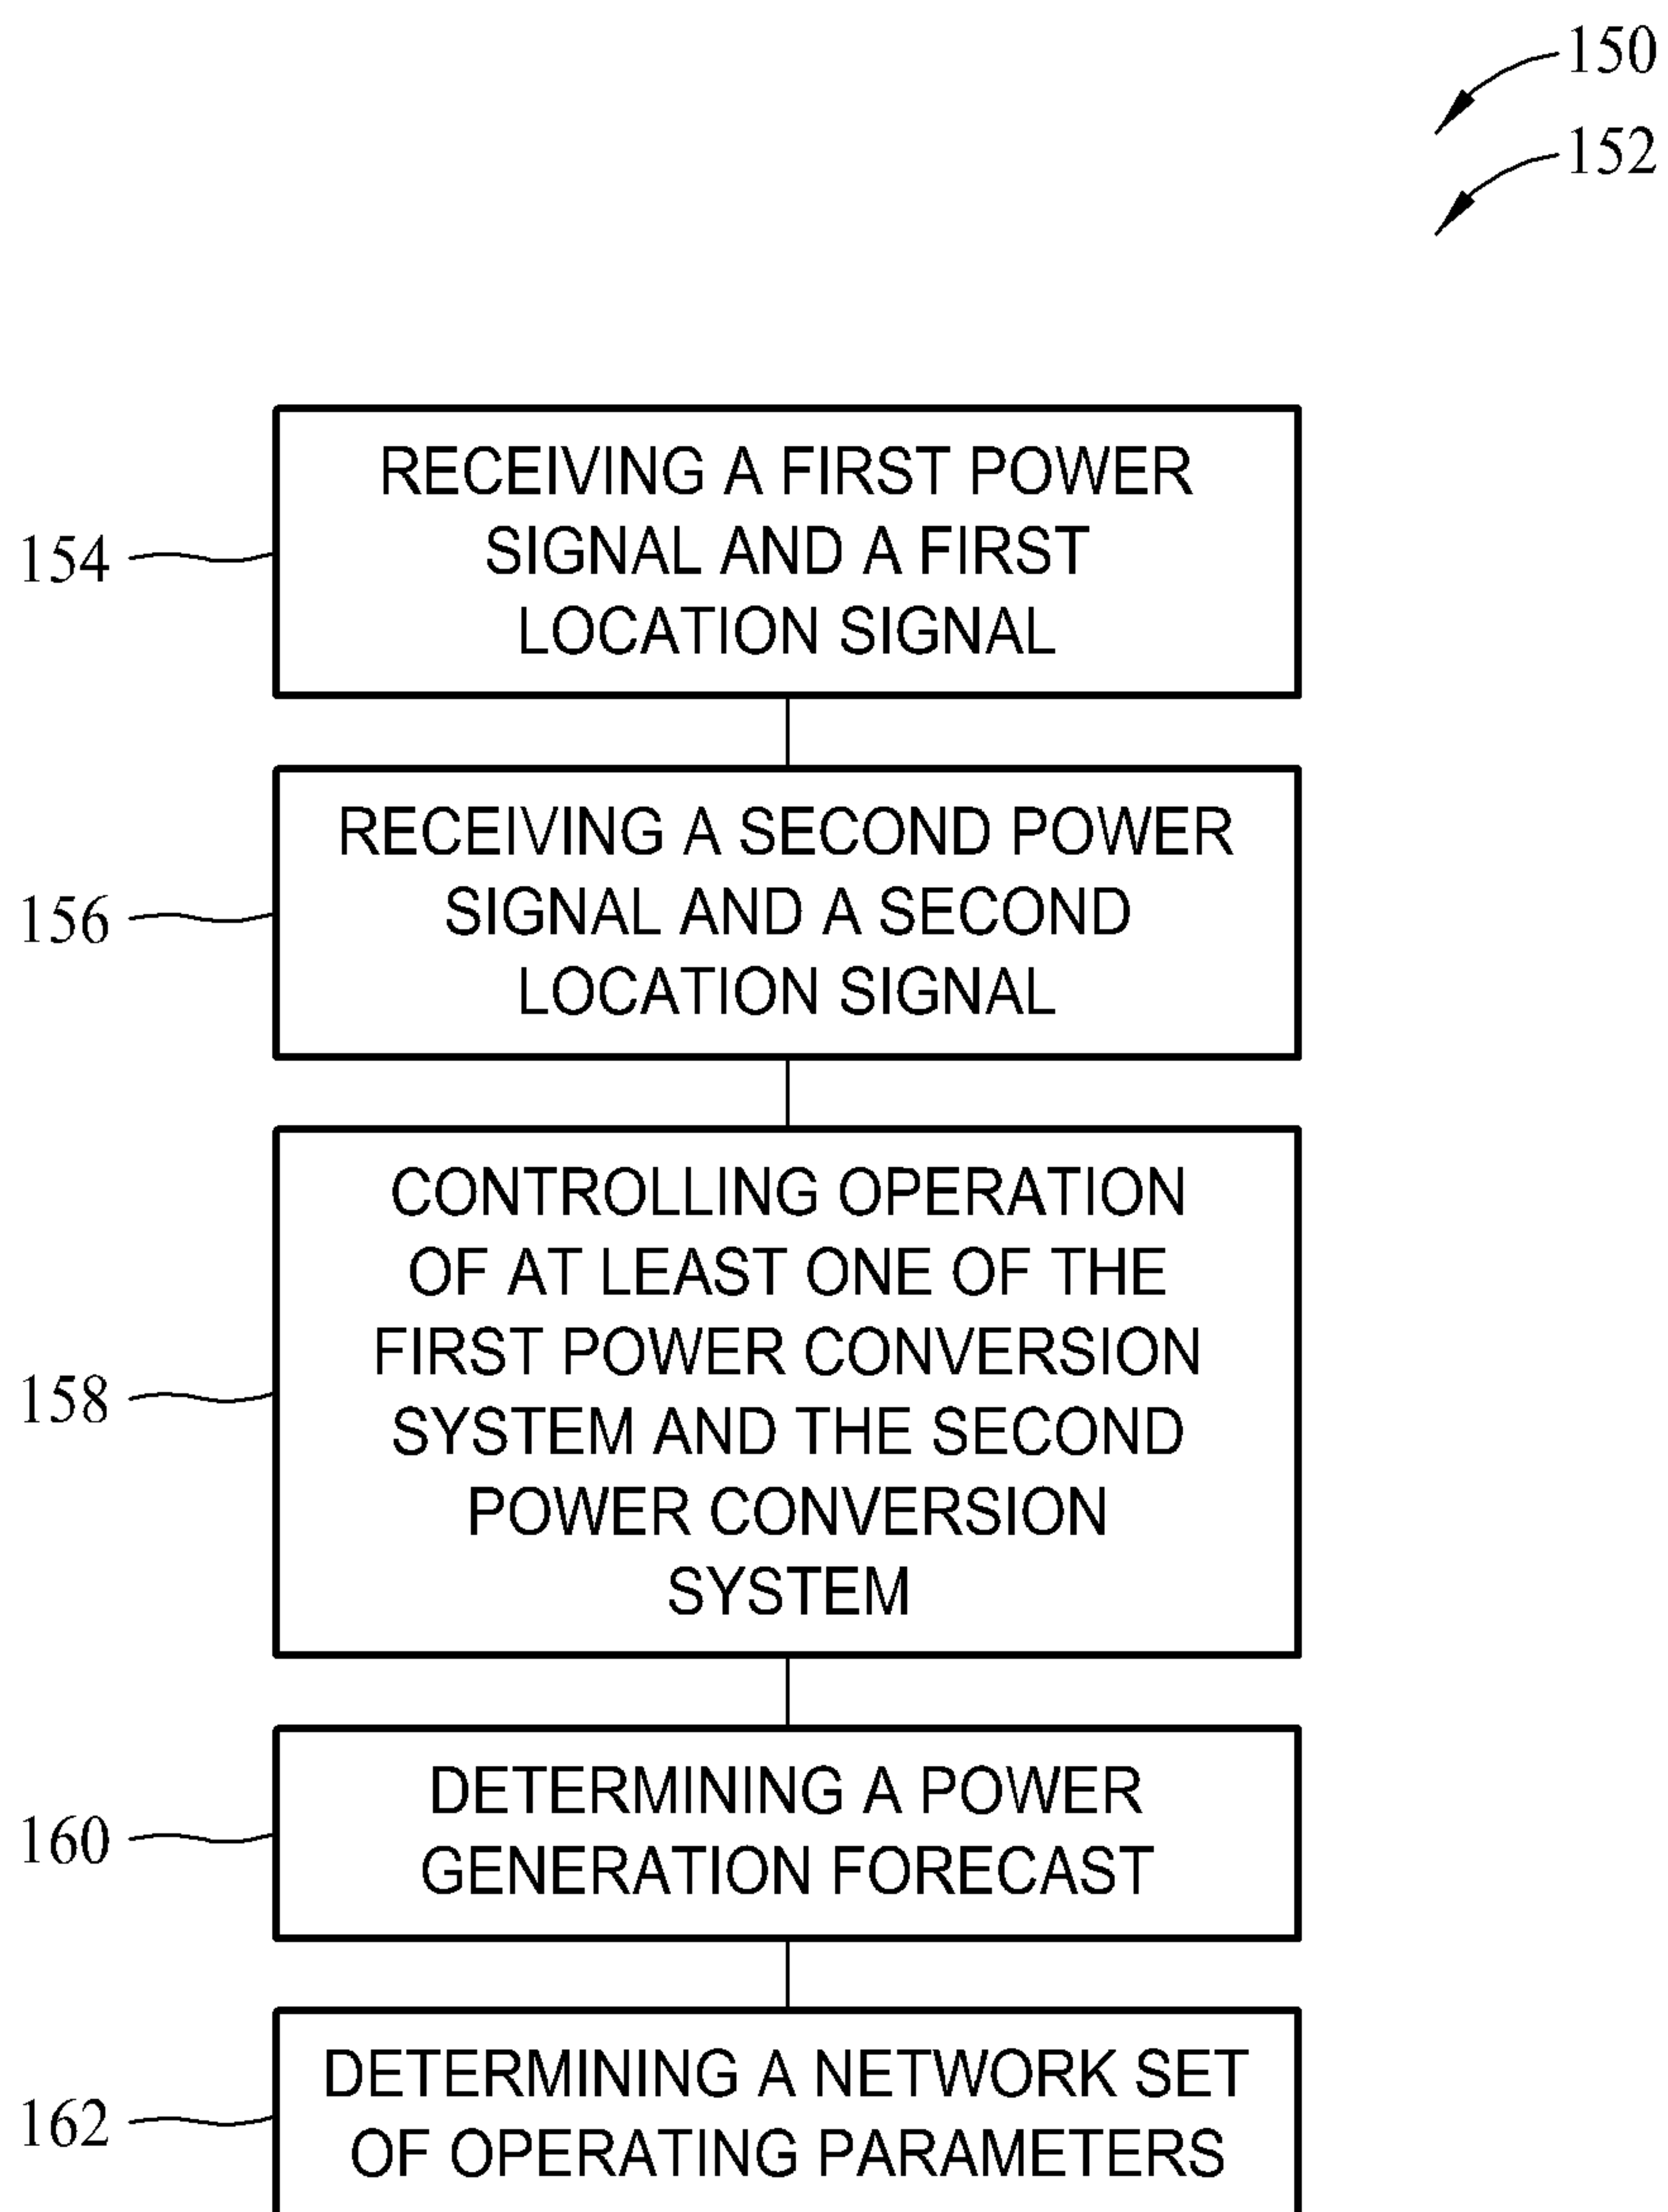 150
152
154
RECEIVING A FIRST POWER
SIGNAL AND A FIRST
LOCATION SIGNAL
156
RECEIVING A SECOND POWER
SIGNAL AND A SECOND
LOCATION SIGNAL
158
CONTROLLING OPERATION
OF AT LEAST ONE OF THE
FIRST POWER CONVERSION
SYSTEM AND THE SECOND
POWER CONVERSION
SYSTEM
160
DETERMINING A POWER
GENERATION FORECAST
162
DETERMINING A NETWORK SET
OF OPERATING PARAMETERS